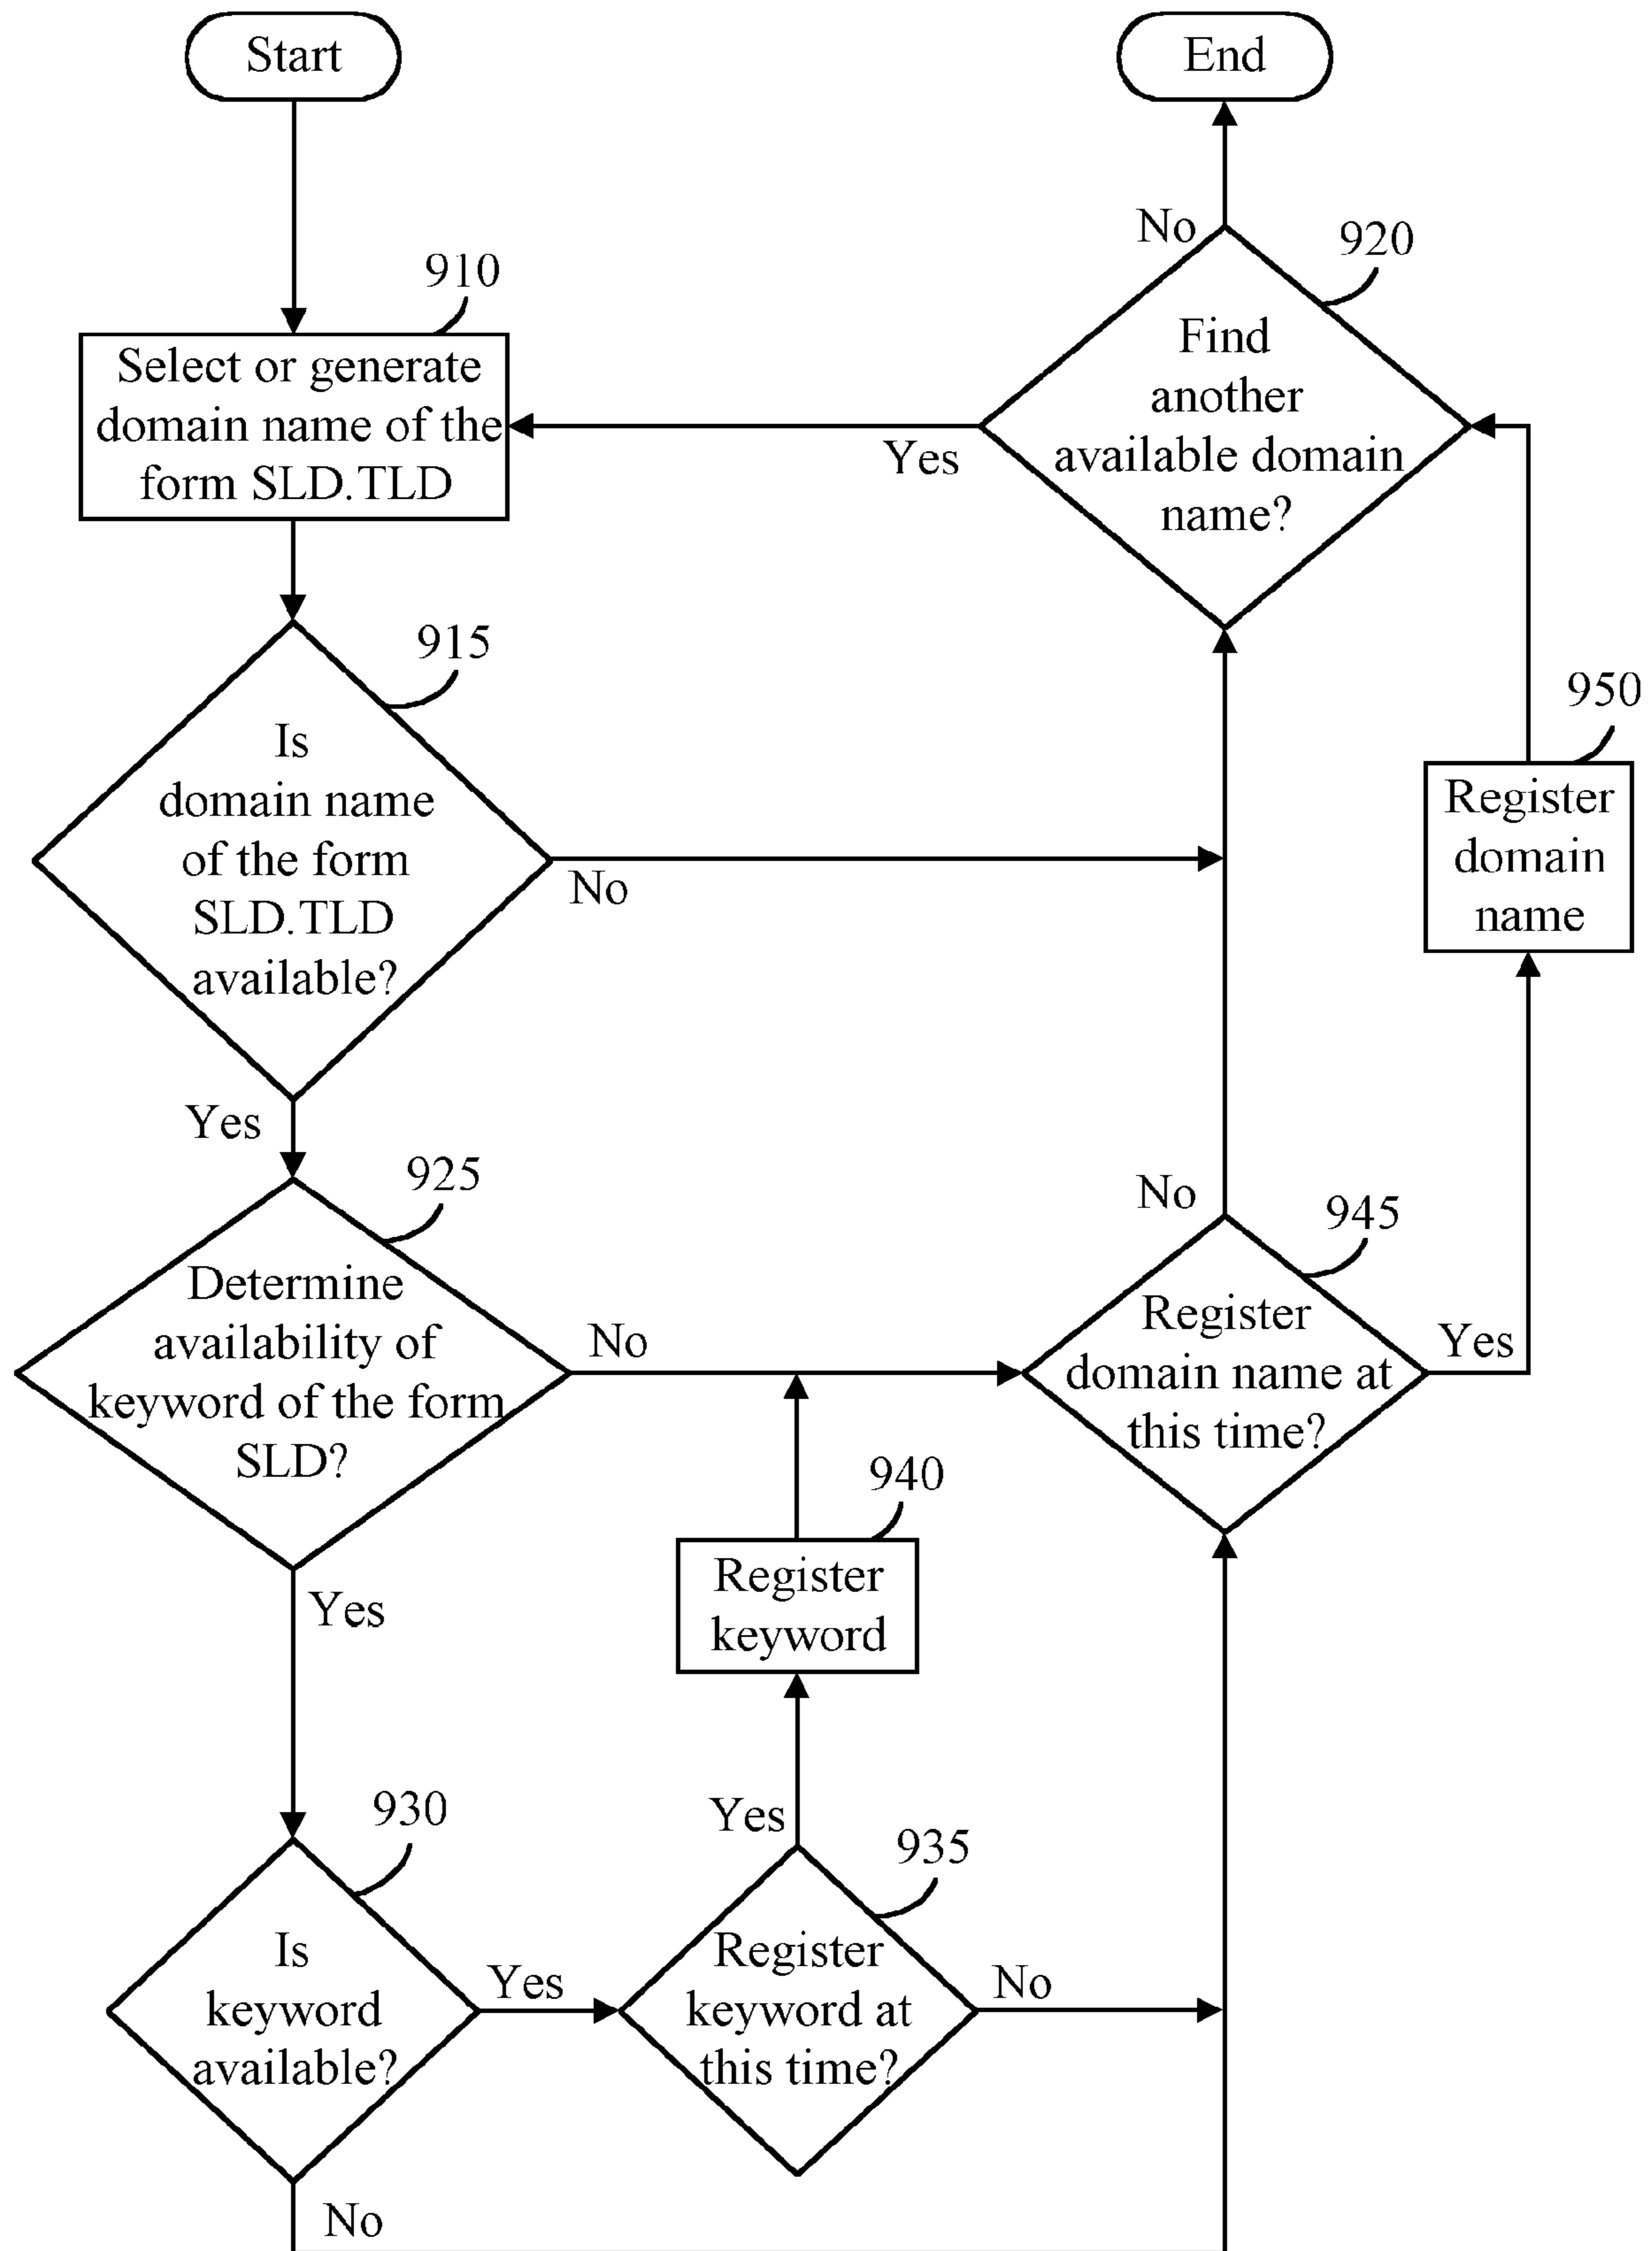 Start
End
910
Select or generate
domain name of the
form SLD.TLD
No
920
Find
another
available domain
name?
Yes
915
Is
domain name
of the form
SLD.TLD
available?
No
950
Register
domain
name
Yes
925
Determine
availability of
keyword of the form
SLD?
No
No
945
Register
domain name at
this time?
Yes
940
Register
keyword
Yes
930
Is
keyword
available?
Yes
Yes
935
Register
keyword at
this time?
No
No